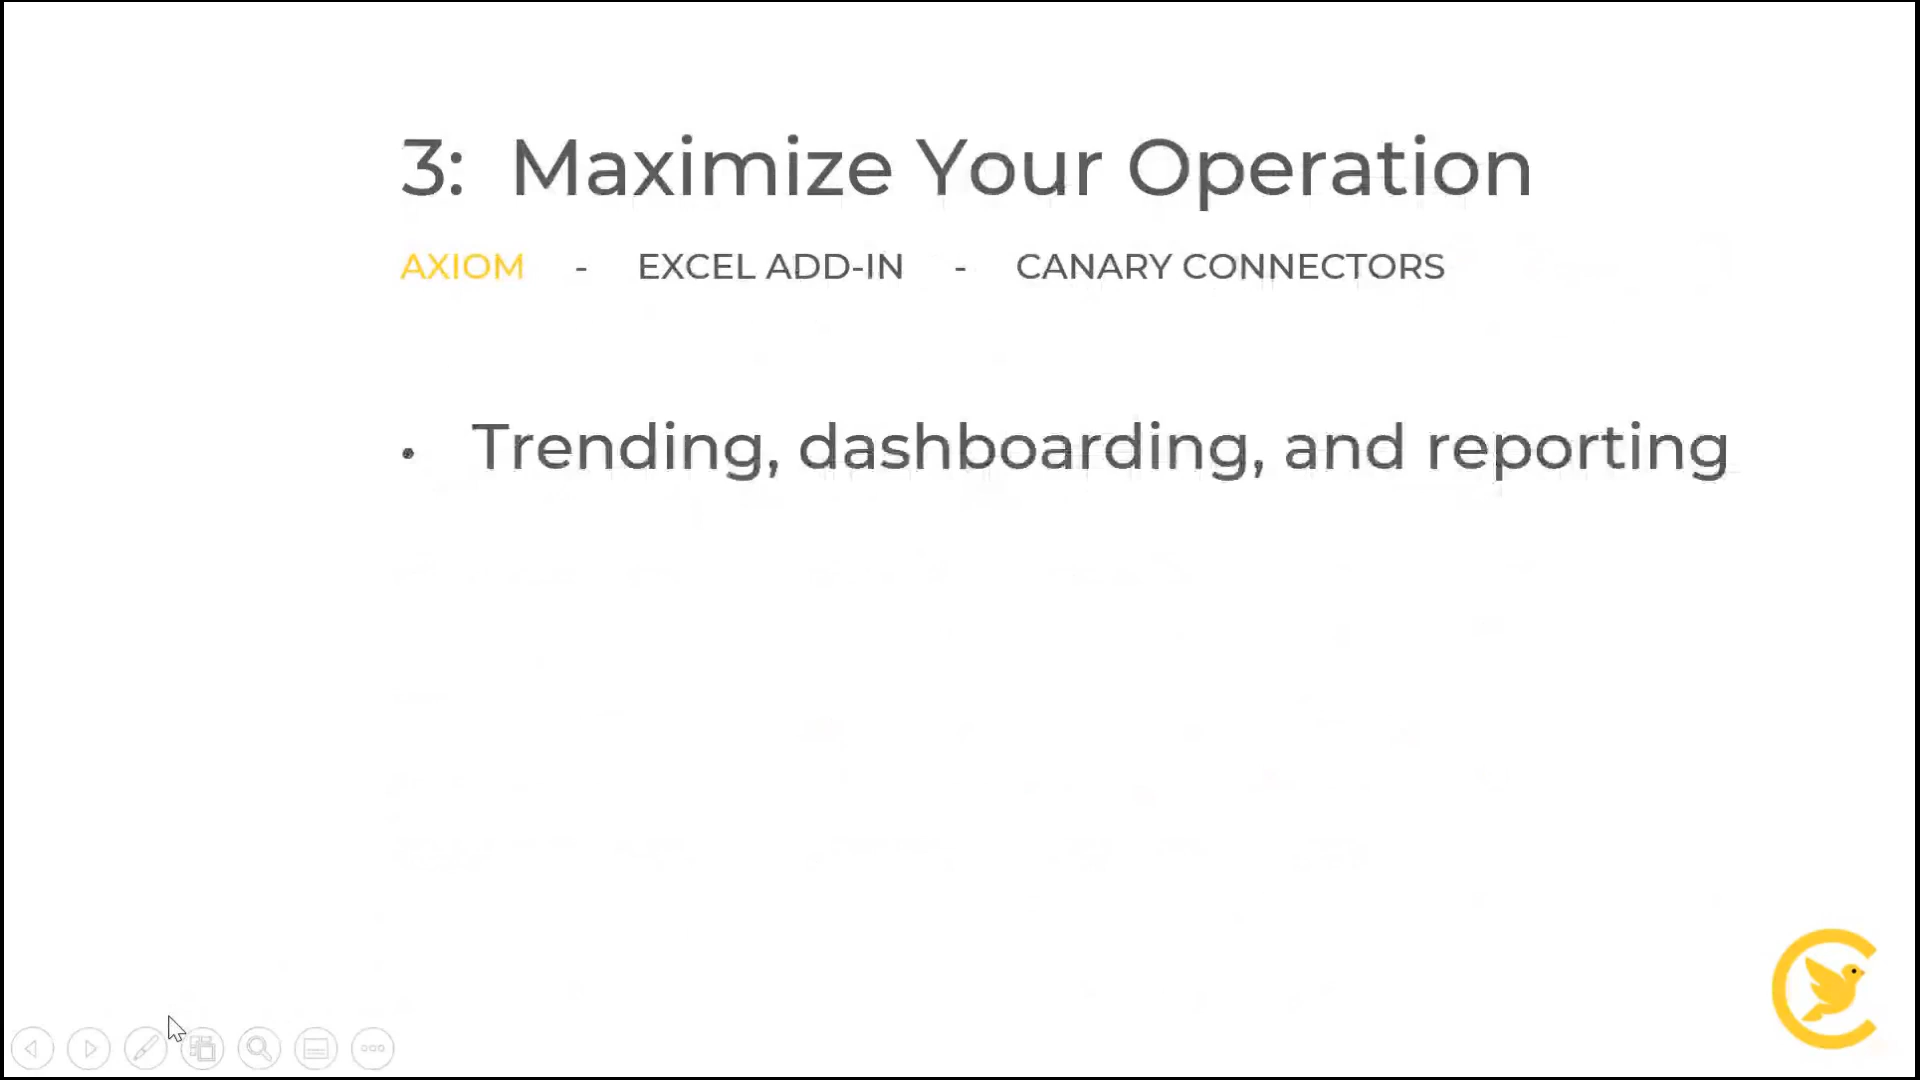 3: Maximize Your Operation
AXIOM - EXCEL ADD-IN - CANARY CONNECTORS
• Trending, dashboarding, and reporting